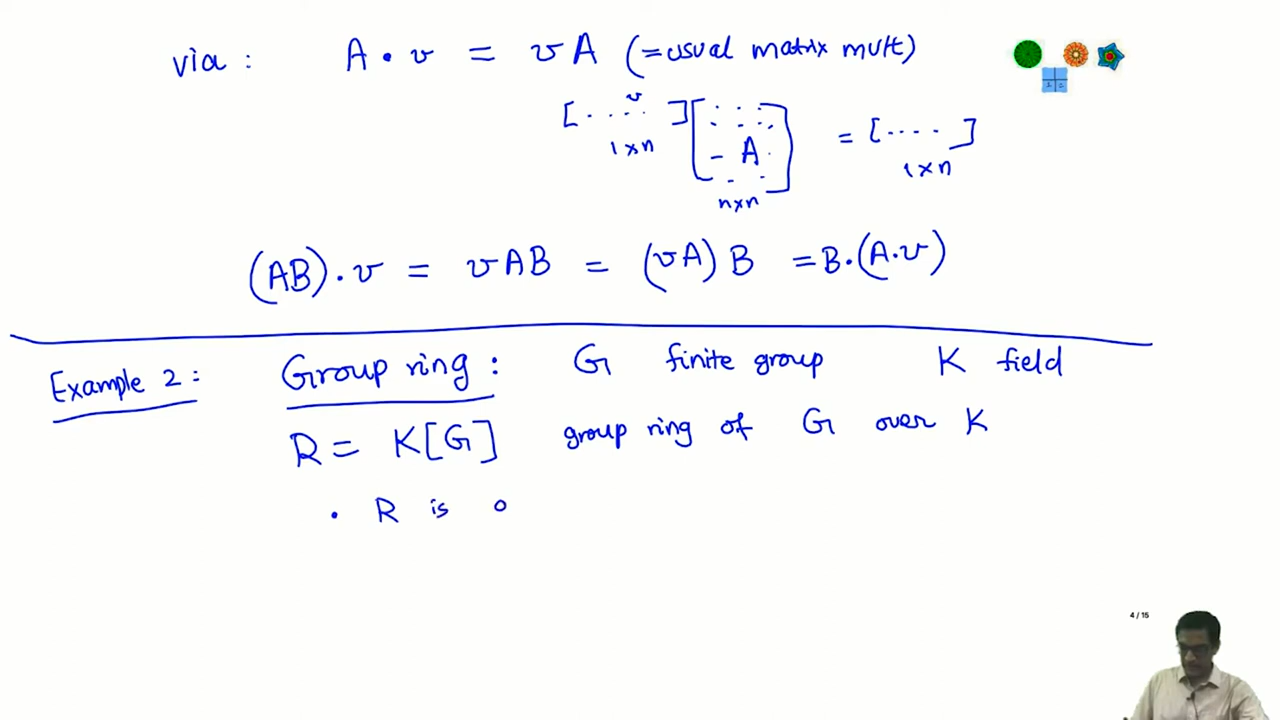 via : A · v = v A (=usual matrix mult)
[ · · · · v ] [ - A ] = [ · · · · ]
1×n n×n 1×n
(AB) · v = vAB = (vA) B = B · (A · v)
Example 2 : Group ring : G finite group K field
R = K[G] group ring of G over K
· R is
4 / 15